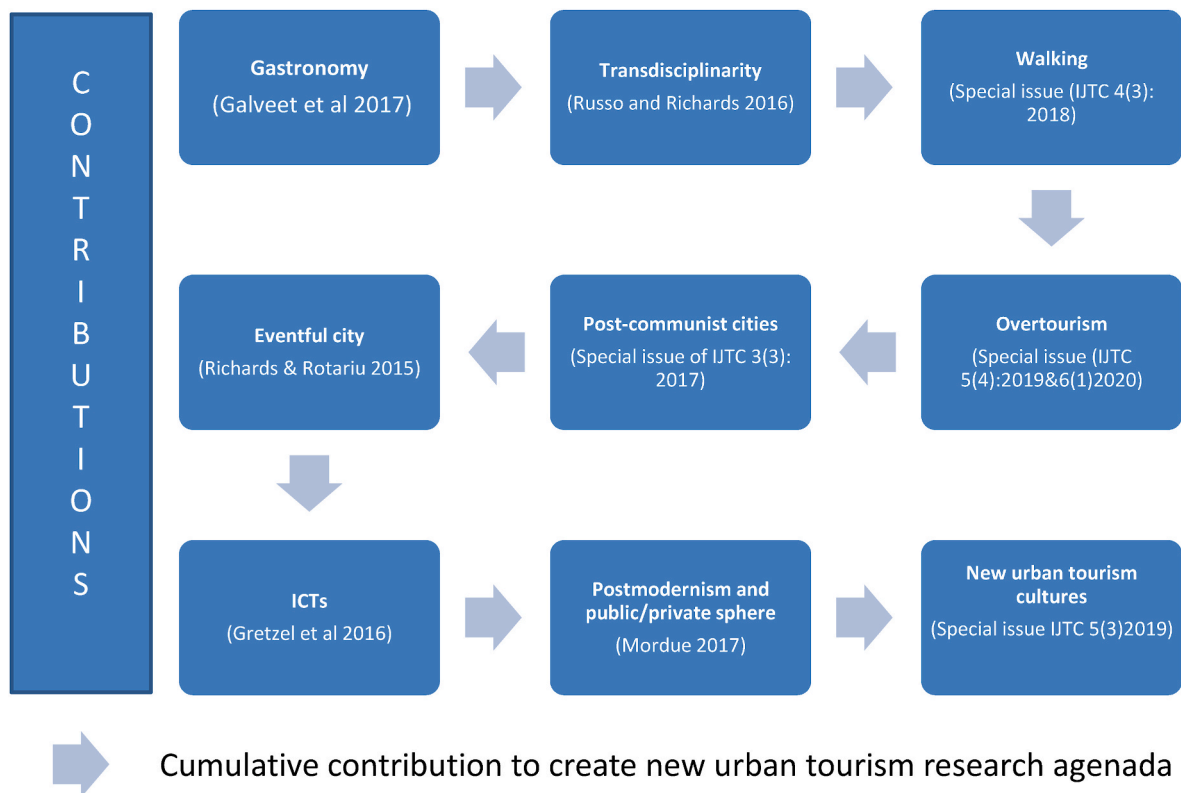 CONTRIBUTIONS
Gastronomy
(Galveet et al 2017)
Transdisciplinarity
(Russo and Richards 2016)
Walking
(Special issue (IJTC 4(3):
2018)
Overtourism
(Special issue (IJTC
5(4):2019&6(1)2020)
Post-communist cities
(Special issue of IJTC 3(3):
2017)
Eventful city
(Richards & Rotariu 2015)
ICTs
(Gretzel et al 2016)
Postmodernism and
public/private sphere
(Mordue 2017)
New urban tourism
cultures
(Special issue IJTC 5(3)2019)
Cumulative contribution to create new urban tourism research agenada